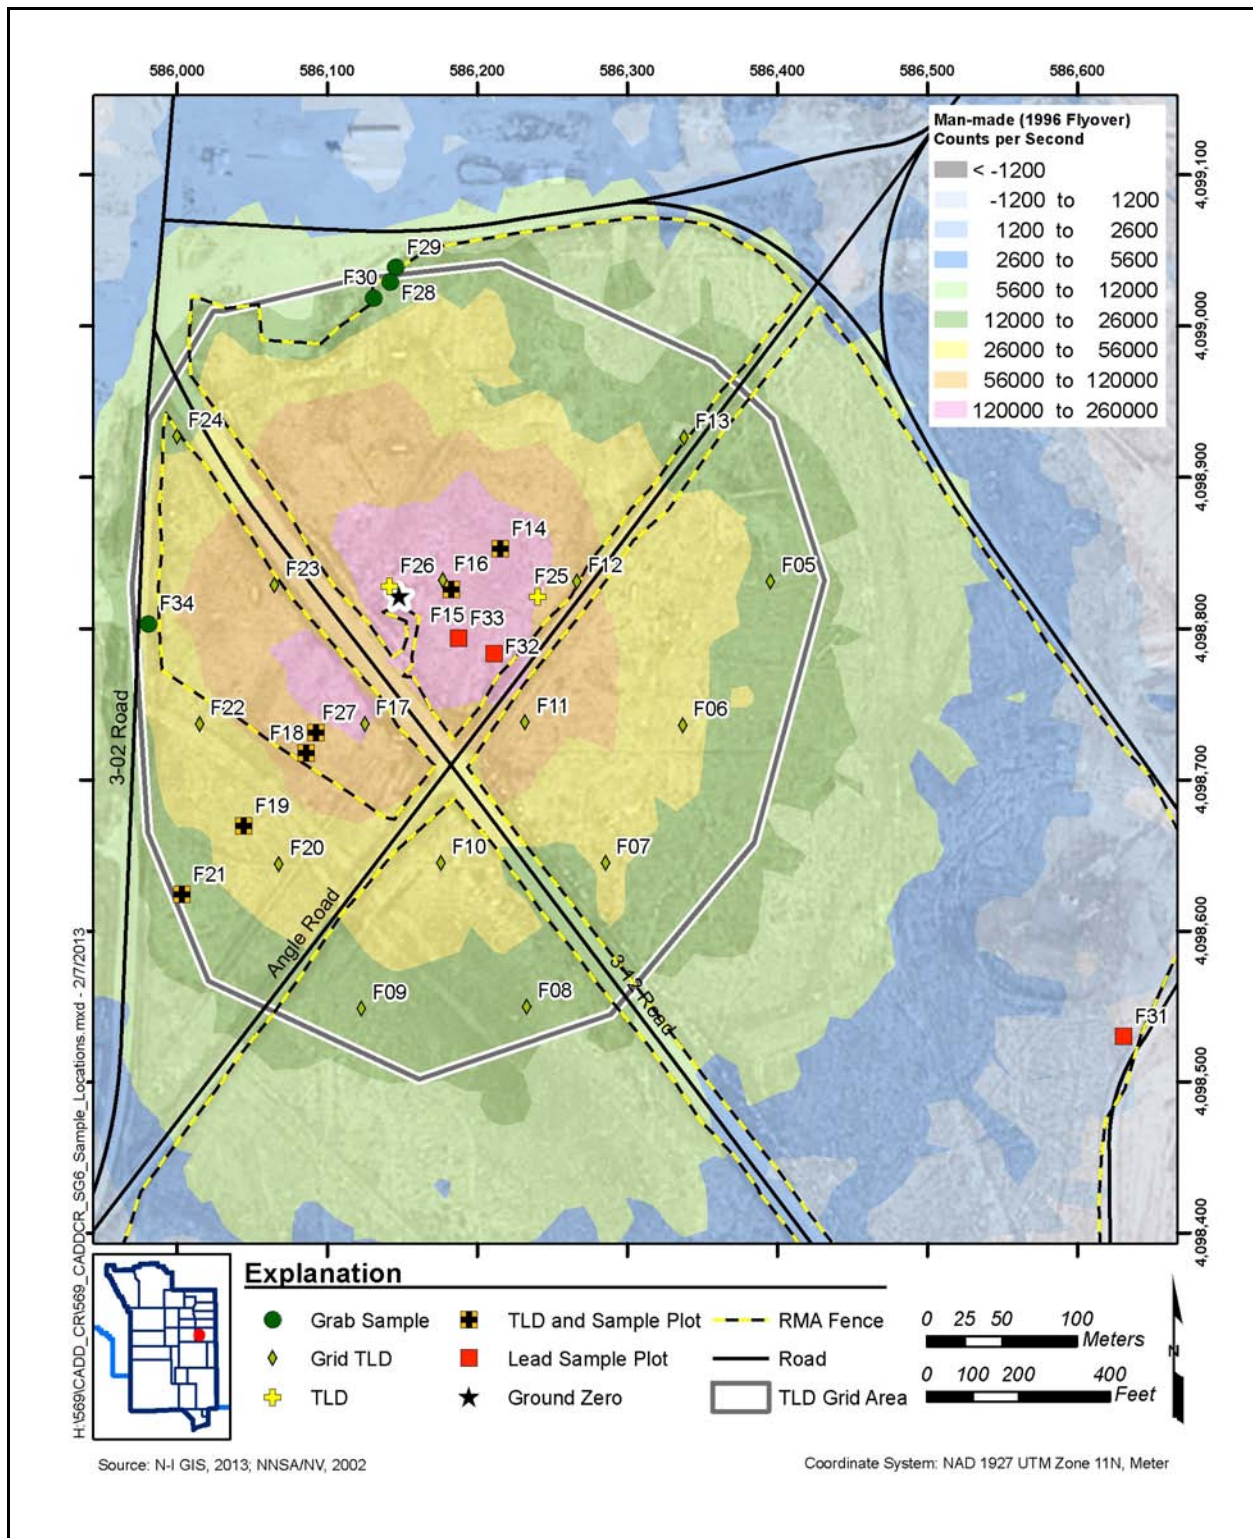 586,000 586,100 586,200 586,300 586,400 586,500 586,600
Man-made (1996 Flyover)
Counts per Second
< -1200
-1200 to 1200
1200 to 2600
2600 to 5600
5600 to 12000
12000 to 26000
26000 to 56000
56000 to 120000
120000 to 260000
4,099,100
4,099,000
4,098,900
4,098,800
4,098,700
4,098,600
4,098,500
4,098,400
F29
F30
F28
F24
F13
F14
F26
F16
F25
F12
F05
F23
F34
F15
F33
F32
F22
F27
F17
F18
F11
F06
F19
F20
F10
F07
F21
F09
F08
F31
3-02 Road
Angle Road
3-12 Road
H:\569\CADD_CR\569_CADDCR_SG6_Sample_Locations.mxd - 2/7/2013
Explanation
Grab Sample
Grid TLD
TLD
TLD and Sample Plot
Lead Sample Plot
Ground Zero
RMA Fence
Road
TLD Grid Area
0 25 50 100
Meters
0 100 200 400
Feet
N
Source: N-I GIS, 2013; NNSA/NV, 2002
Coordinate System: NAD 1927 UTM Zone 11N, Meter